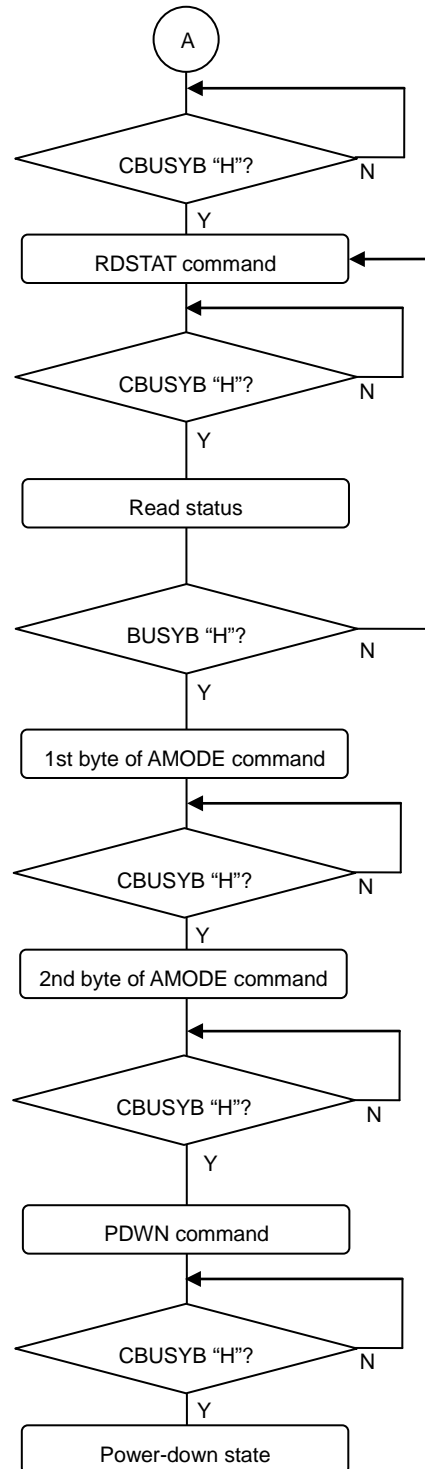 A
CBUSYB “H”?
N
Y
RDSTAT command
CBUSYB “H”?
N
Y
Read status
BUSYB “H”?
N
Y
1st byte of AMODE command
CBUSYB “H”?
N
Y
2nd byte of AMODE command
CBUSYB “H”?
N
Y
PDWN command
CBUSYB “H”?
N
Y
Power-down state